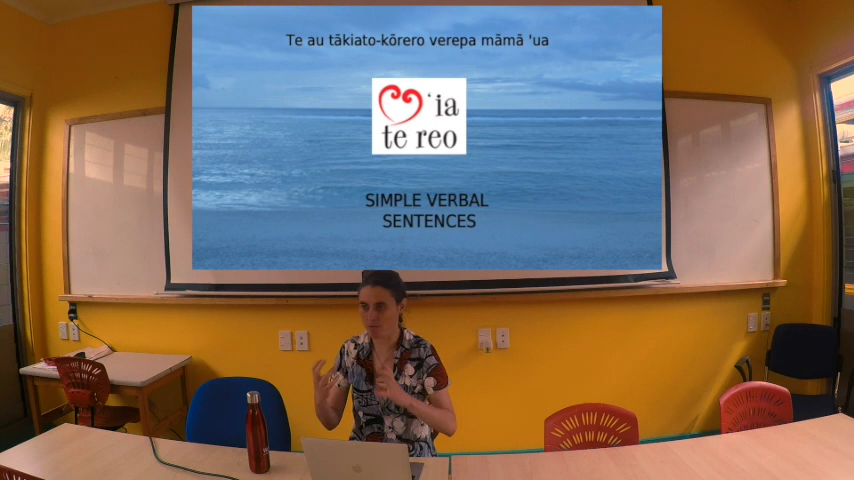 Te au tākiato-kōrero verepa māmā 'ua
'ia
te reo
SIMPLE VERBAL
SENTENCES